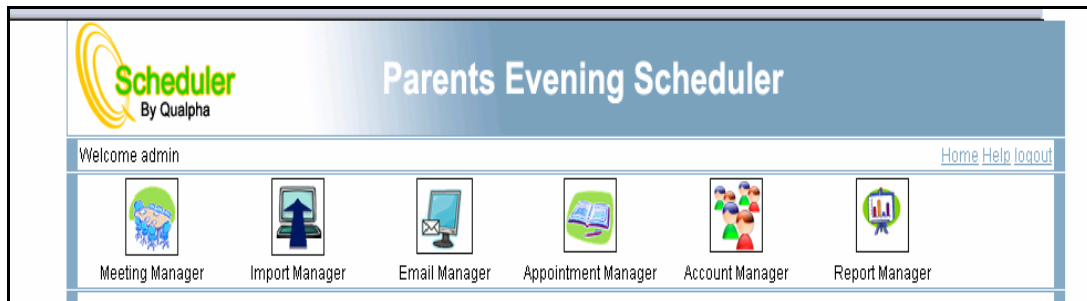 Scheduler
By Qualpha
Parents Evening Scheduler
Welcome admin
Home Help logout
Meeting Manager
Import Manager
Email Manager
Appointment Manager
Account Manager
Report Manager